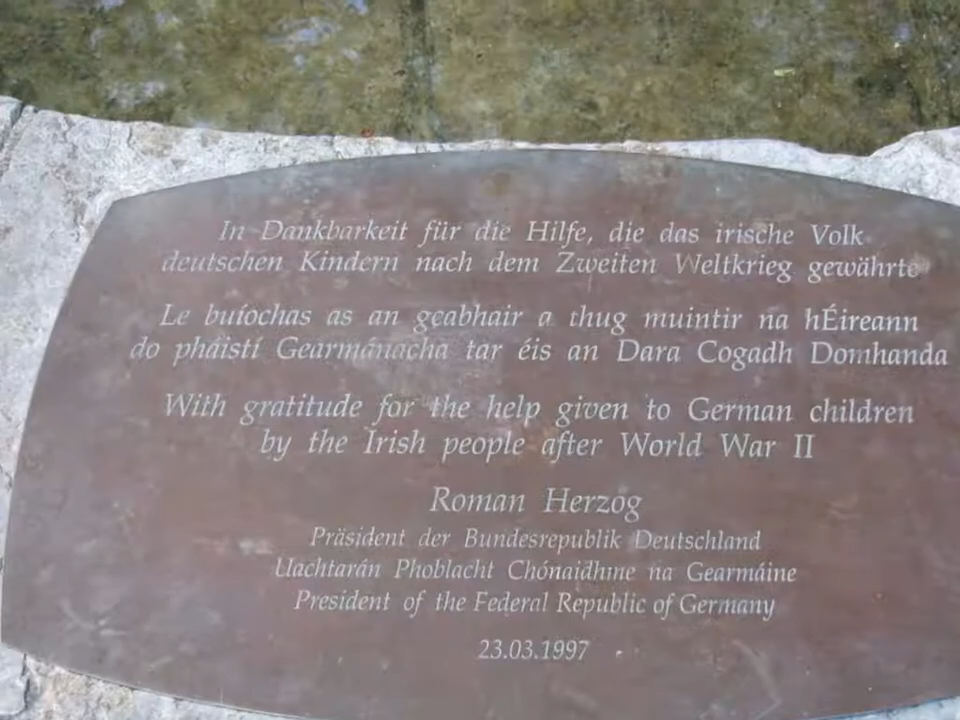 In Dankbarkeit für die Hilfe, die das irische Volk
deutschen Kindern nach dem Zweiten Weltkrieg gewährte
Le buíochas as an geabhair a thug muintir na hÉireann
do pháistí Gearmánacha tar éis an Dara Cogadh Domhanda
With gratitude for the help given to German children
by the Irish people after World War II
Roman Herzog
Präsident der Bundesrepublik Deutschland
Uachtarán Phoblacht Chónaidhme na Gearmáine
President of the Federal Republic of Germany
23.03.1997